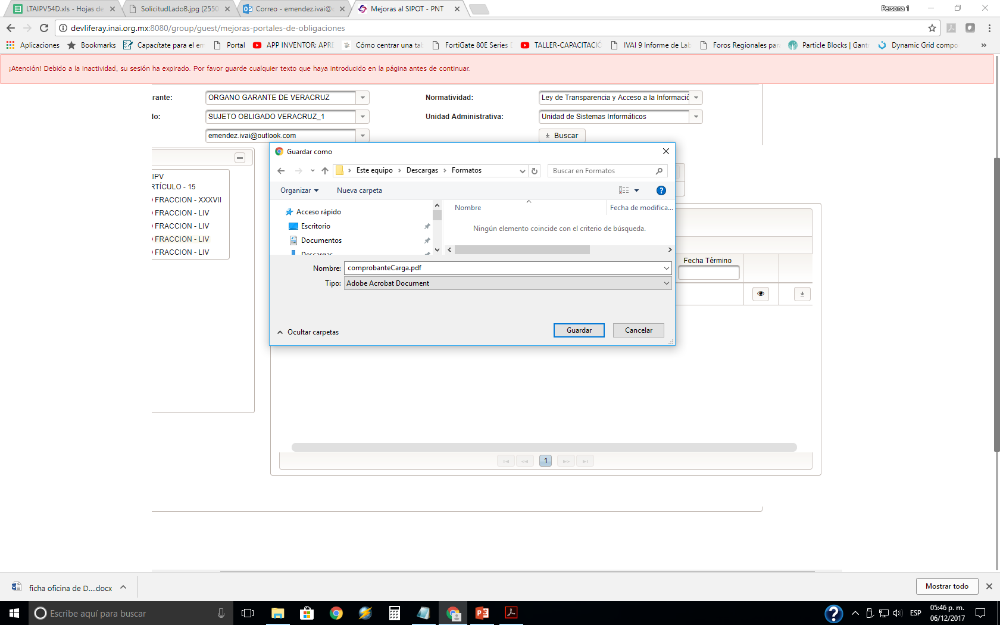 LTAIPV54D.xls - Hojas de
SolicitudLadoB.jpg (2550
Correo - emendez.ivai@o
Mejoras al SIPOT - PNT
Persona 1
devliferay.inai.org.mx:8080/group/guest/mejoras-portales-de-obligaciones
Aplicaciones
Bookmarks
Capacítate para el em
Portal
APP INVENTOR: APRE
Cómo centrar una tab
FortiGate 80E Series D
TALLER-CAPACITACIÓ
IVAI 9 Informe de Lab
Foros Regionales para
Particle Blocks | Gant
Dynamic Grid compo
»
¡Atención! Debido a la inactividad, su sesión ha expirado. Por favor guarde cualquier texto que haya introducido en la página antes de continuar.
arante:
ORGANO GARANTE DE VERACRUZ
Normatividad:
Ley de Transparencia y Acceso a la Informació
do:
SUJETO OBLIGADO VERACRUZ_1
Unidad Administrativa:
Unidad de Sistemas Informáticos
emendez.ivai@outlook.com
Buscar
IPV
RTÍCULO - 15
FRACCION - XXXVII
FRACCION - LIV
FRACCION - LIV
FRACCION - LIV
FRACCION - LIV
Guardar como
Este equipo > Descargas > Formatos
Buscar en Formatos
Organizar
Nueva carpeta
Acceso rápido
Escritorio
Documentos
Descargas
Nombre
Fecha de modifica...
Ningún elemento coincide con el criterio de búsqueda.
Nombre: comprobanteCarga.pdf
Tipo: Adobe Acrobat Document
Ocultar carpetas
Guardar
Cancelar
Fecha Término
1
ficha oficina de D....docx
Mostrar todo
Escribe aquí para buscar
ESP
05:46 p. m.
06/12/2017